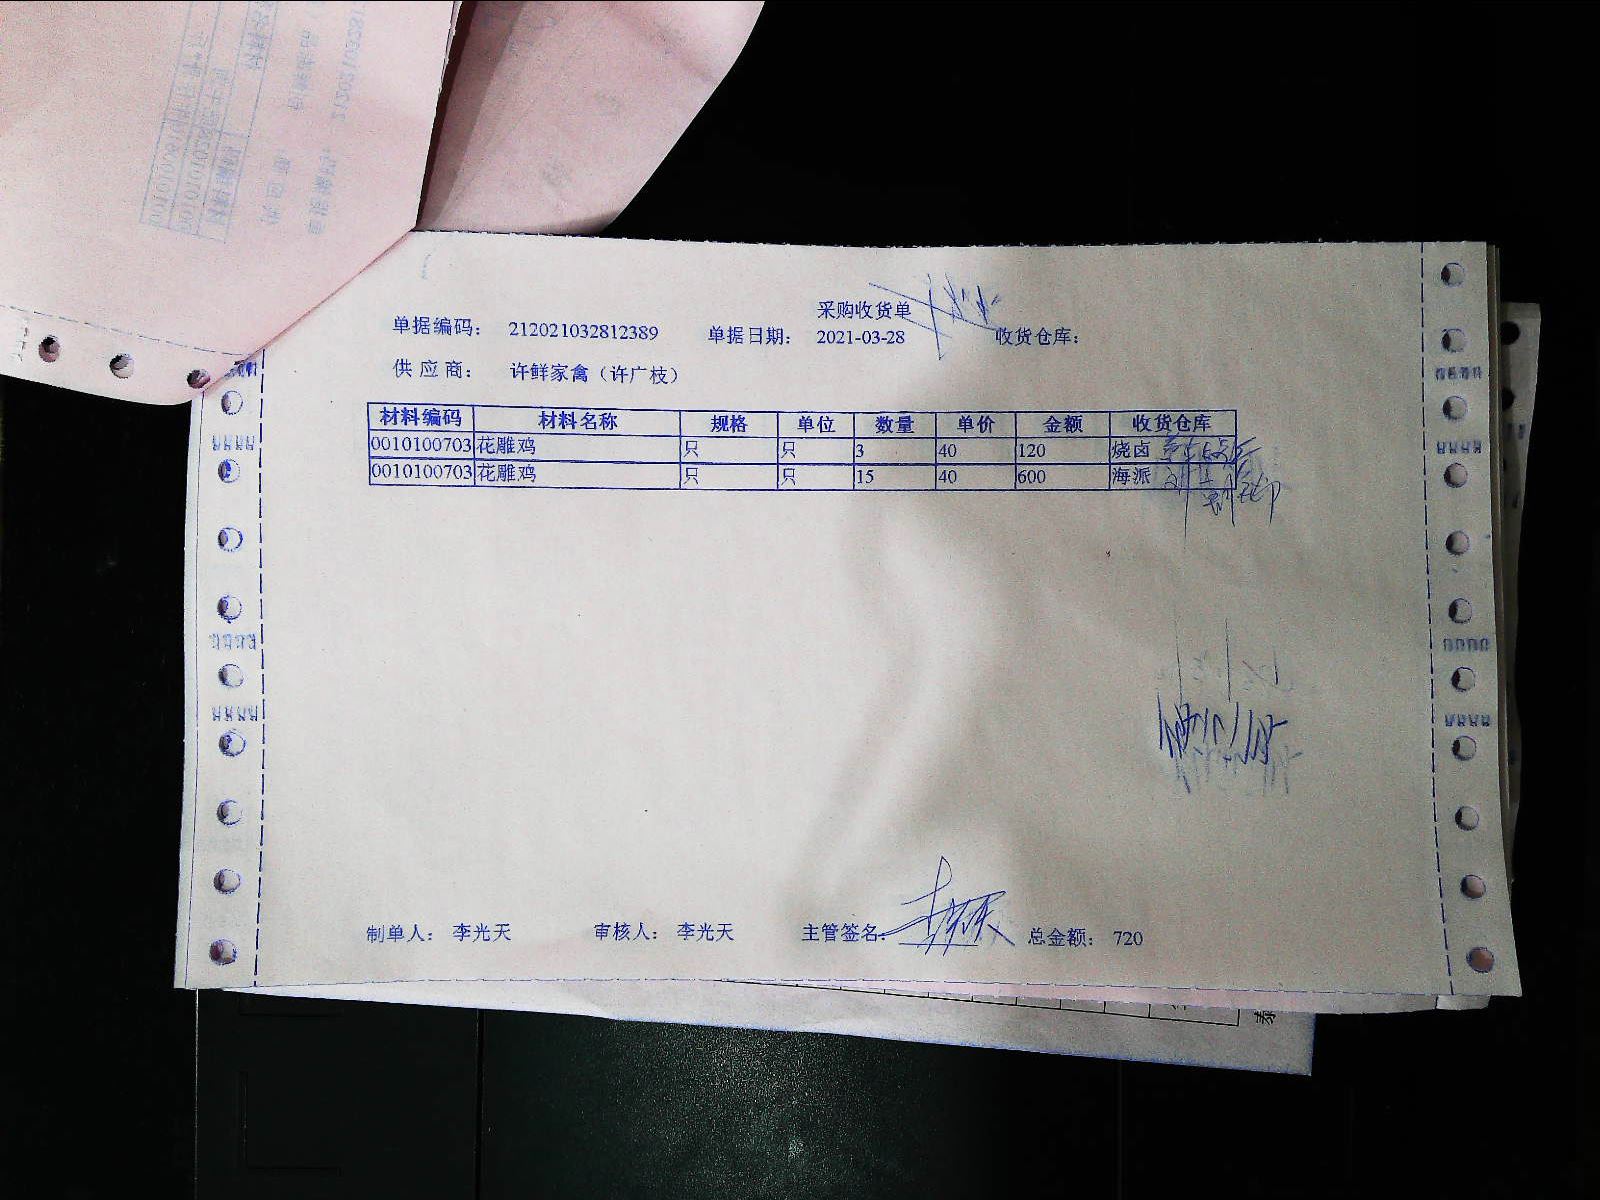 采购收货单
单据编码: 212021032812389 单据日期: 2021-03-28 收货仓库:
供应商: 许鲜家禽（许广枝）
材料编码 材料名称 规格 单位 数量 单价 金额 收货仓库
0010100703 花雕鸡 只 只 3 40 120 烧卤
0010100703 花雕鸡 只 只 15 40 600 海派
制单人: 李光天 审核人: 李光天 主管签名: 总金额: 720